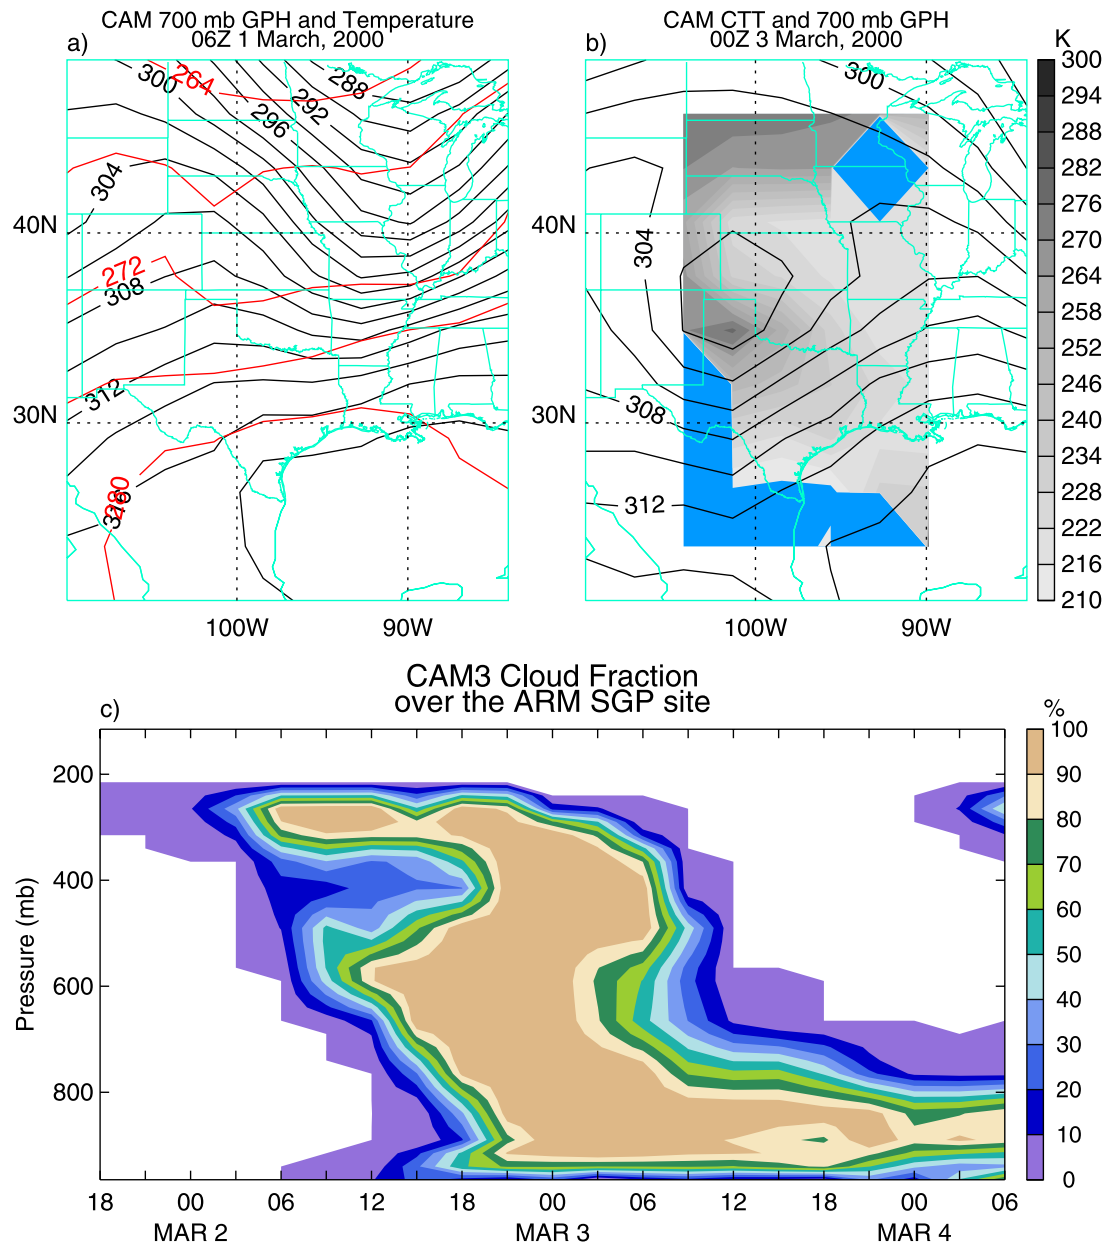 CAM 700 mb GPH and Temperature
06Z 1 March, 2000
a)
CAM CTT and 700 mb GPH
00Z 3 March, 2000
b)
K
300
264
296
292
288
304
272
308
312
316
280
40N
30N
100W
90W
300
304
308
312
40N
30N
100W
90W
300
294
288
282
276
270
264
258
252
246
240
234
228
222
216
210
CAM3 Cloud Fraction
over the ARM SGP site
c)
%
Pressure (mb)
200
400
600
800
100
90
80
70
60
50
40
30
20
10
0
18 00 06 12 18 00 06 12 18 00 06
MAR 2 MAR 3 MAR 4